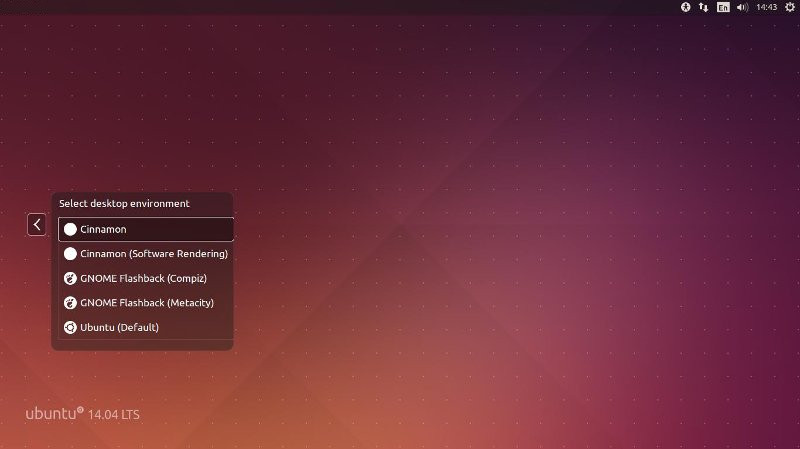 En 14:43
Select desktop environment
Cinnamon
Cinnamon (Software Rendering)
GNOME Flashback (Compiz)
GNOME Flashback (Metacity)
Ubuntu (Default)
ubuntu® 14.04 LTS